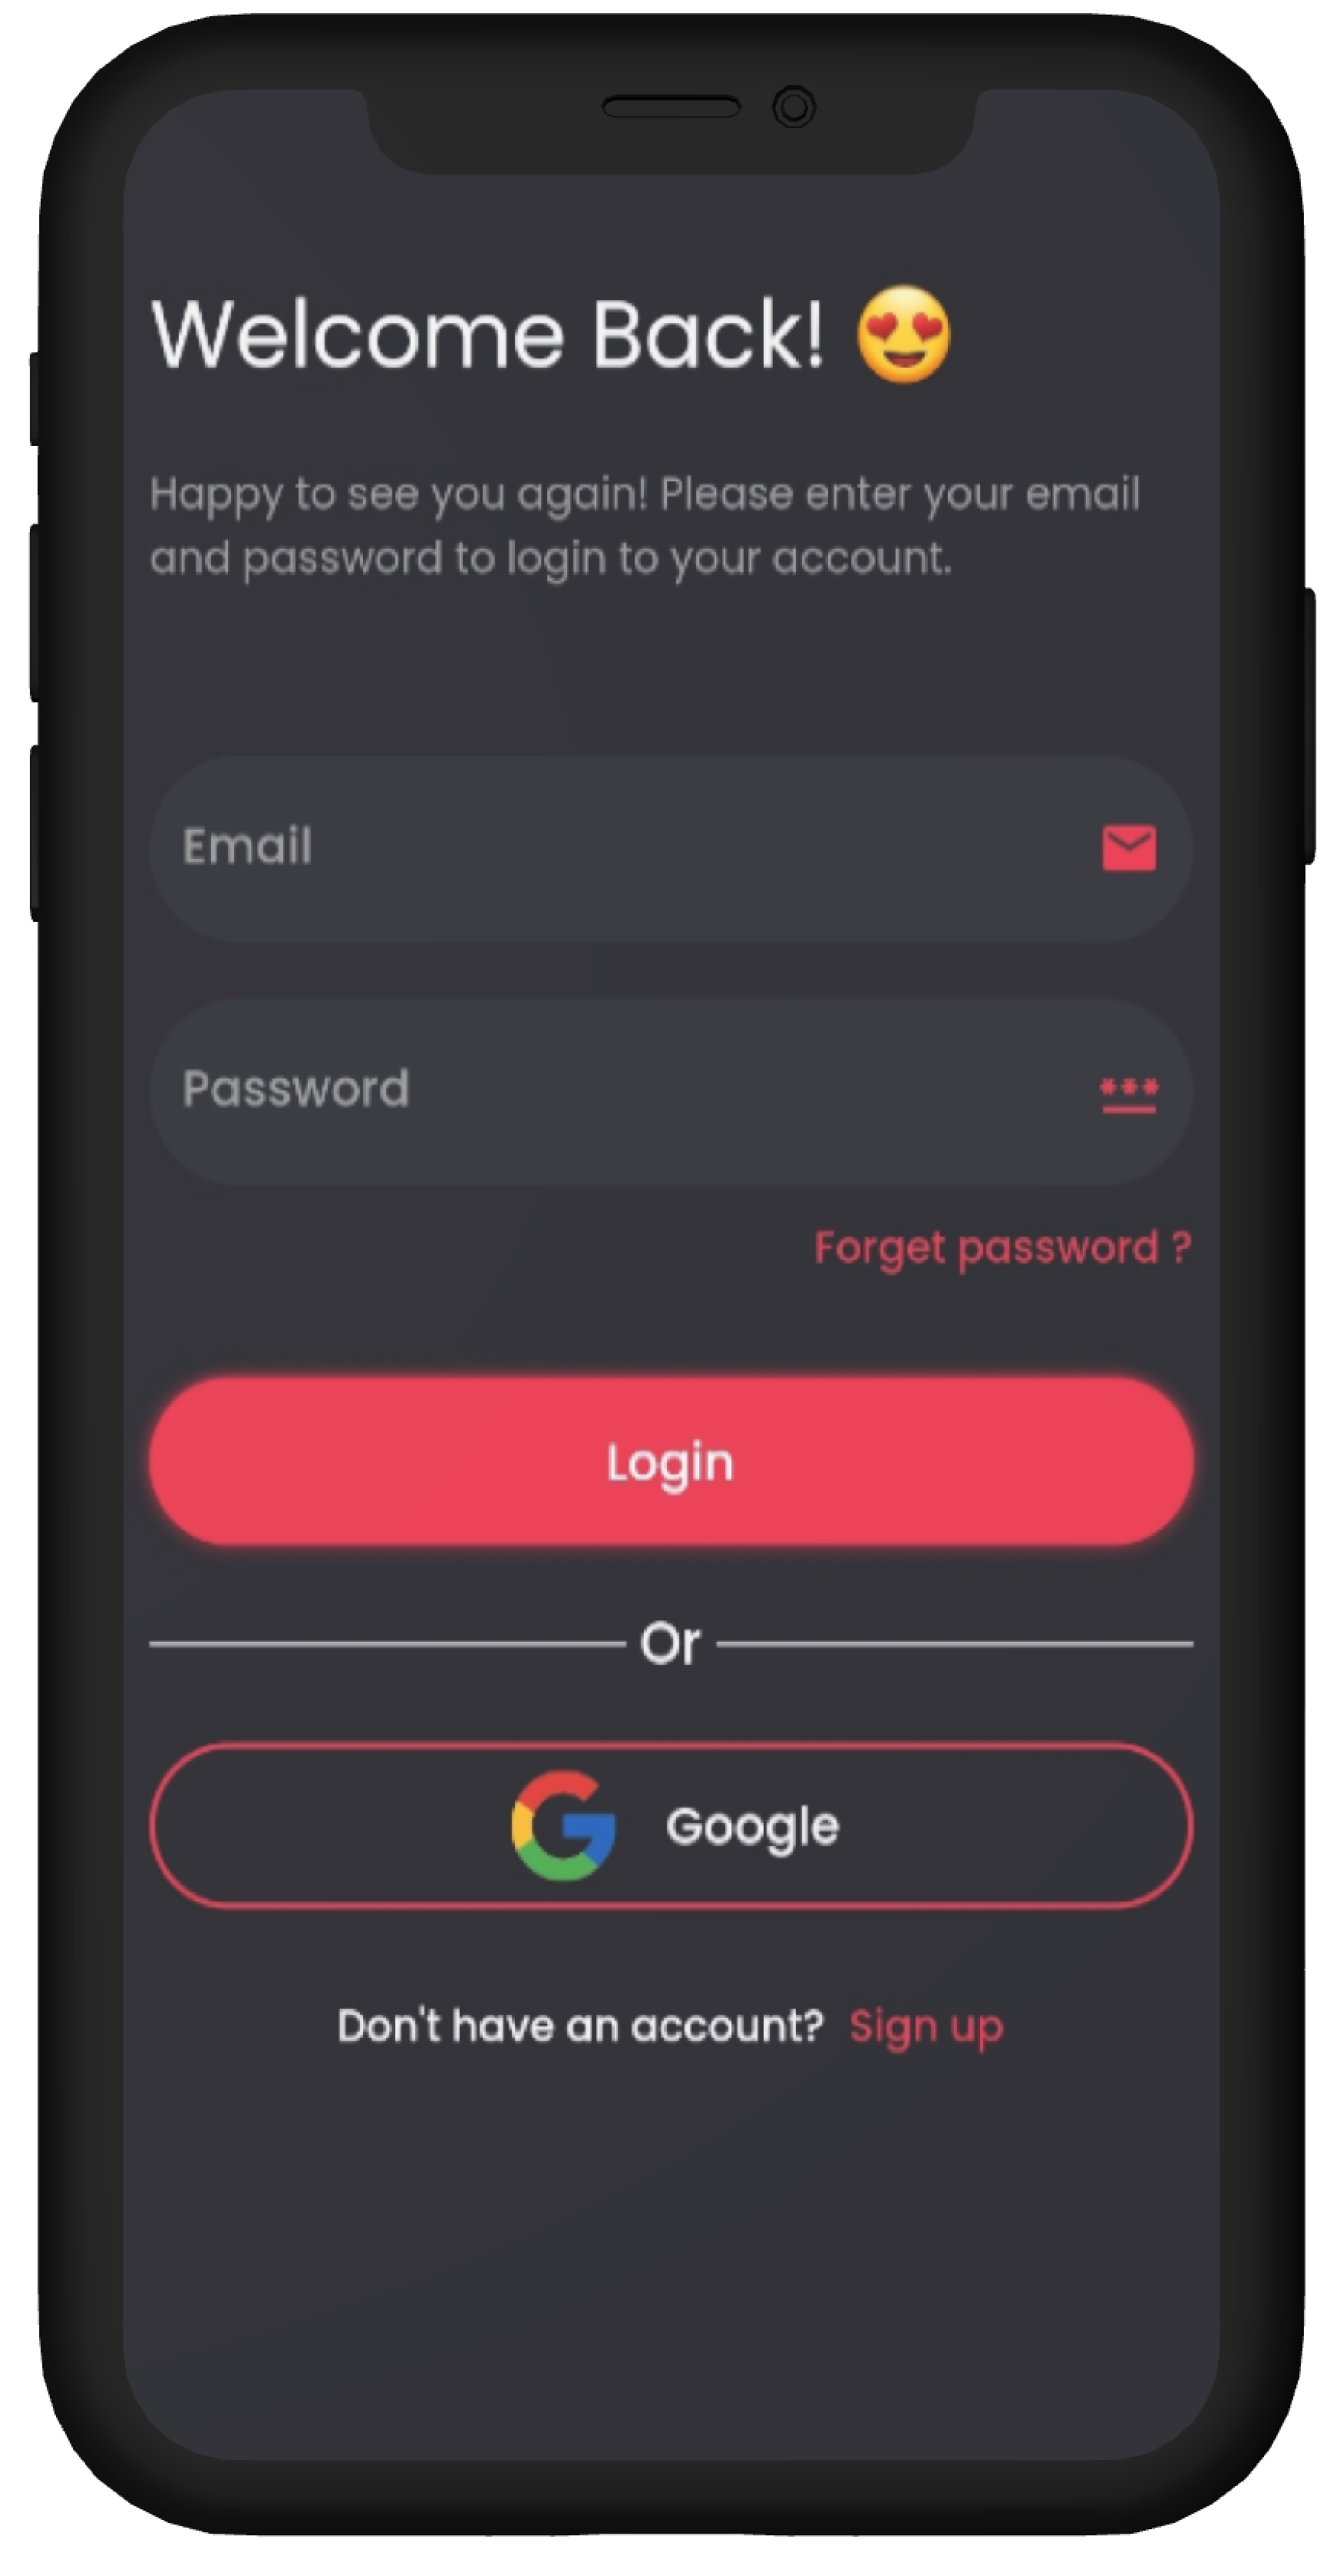 Welcome Back! 😍
Happy to see you again! Please enter your email
and password to login to your account.
Email
Password
***
Forget password ?
Login
Or
G Google
Don't have an account? Sign up